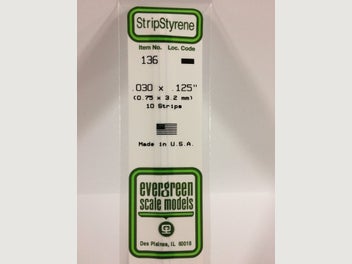 StripStyrene
Item No. Loc. Code
136
.030 x .125"
(0.75 x 3.2 mm)
10 Strips
Made in U.S.A.
evergreen
scale models
Des Plaines, IL 60018